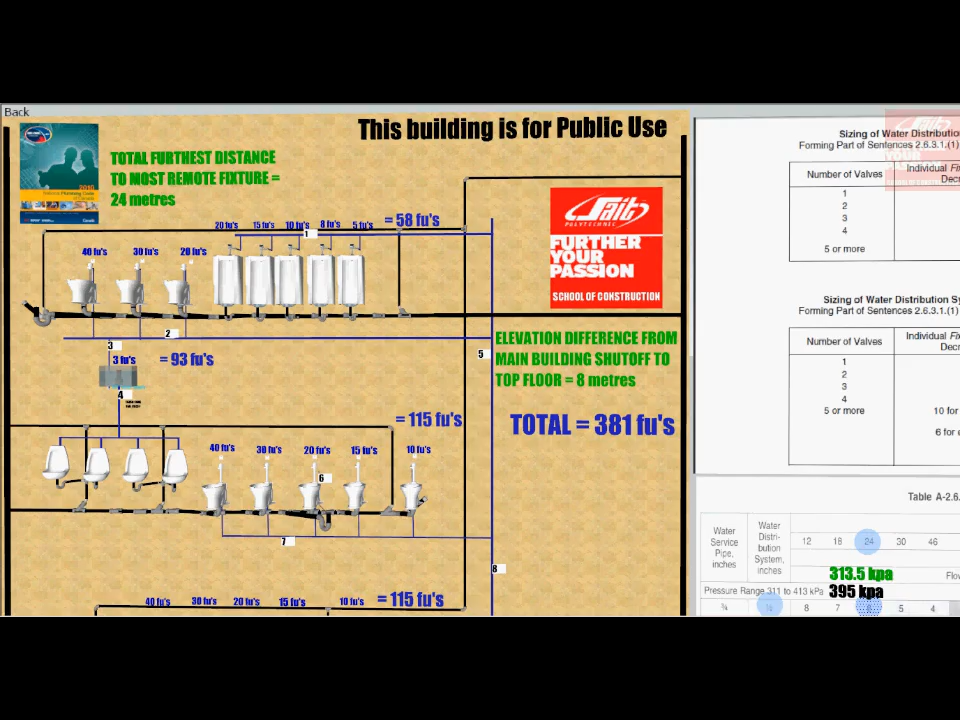 Back
This building is for Public Use
TOTAL FURTHEST DISTANCE
TO MOST REMOTE FIXTURE =
24 metres
2010
20 fu's 15 fu's 10 fu's 8 fu's 5 fu's = 58 fu's
1
40 fu's 30 fu's 20 fu's
Sait
POLYTECHNIC
FURTHER
YOUR
PASSION
SCHOOL OF CONSTRUCTION
2
3
3 fu's = 93 fu's
4
5
ELEVATION DIFFERENCE FROM
MAIN BUILDING SHUTOFF TO
TOP FLOOR = 8 metres
TOTAL = 381 fu's
= 115 fu's
40 fu's 30 fu's 20 fu's 15 fu's 10 fu's
6
7
8
40 fu's 30 fu's 20 fu's 15 fu's 10 fu's = 115 fu's
Sizing of Water Distributio
Forming Part of Sentences 2.6.3.1.(1)
Number of Valves Individual Fix
Dec
1
2
3
4
5 or more
Sizing of Water Distribution Sy
Forming Part of Sentences 2.6.3.1.(1)
Number of Valves Individual Fix
Decr
1
2
3
4
5 or more 10 for
6 for e
Table A-2.6.
Water
Service
Pipe,
inches
Water
Distri-
bution
System,
inches
12 18 24 30 46
Flow
313.5 kpa
Pressure Range 311 to 413 kPa
395 kpa
¾ 8 7 5 4